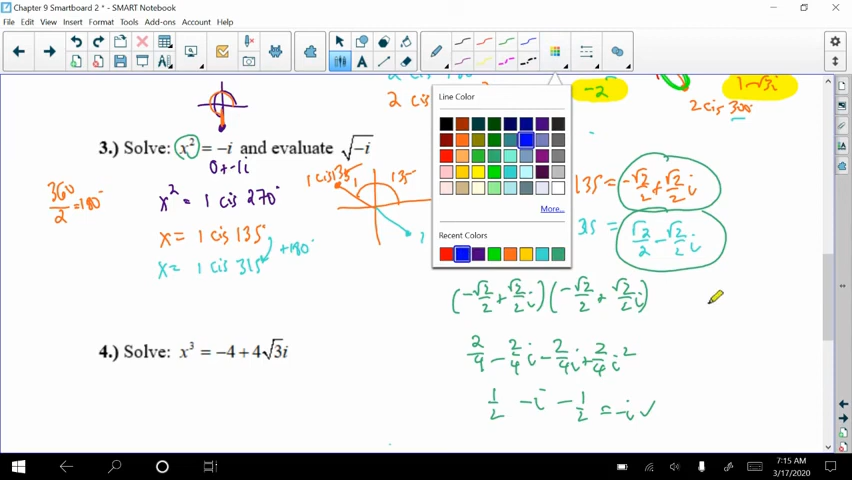 Chapter 9 Smartboard 2 * - SMART Notebook
File Edit View Insert Format Tools Add-ons Account Help
Line Color
More...
Recent Colors
-2
1-√3i
2 cis 300°
3.) Solve: x² = -i and evaluate √-i
0+-1i
x² = 1 cis 270°
360/2 = 180°
x = 1 cis 135°
x = 1 cis 315° +180°
1 cis 135° 135
135 = -√2/2 + √2/2 i
√2/2 - √2/2 i
(-√2/2 + √2/2 i)(-√2/2 + √2/2 i)
2/4 - 2/4 i - 2/4 i + 2/4 i²
1/2 - i - 1/2 = -i ✓
4.) Solve: x³ = -4 + 4√3i
7:15 AM
3/17/2020